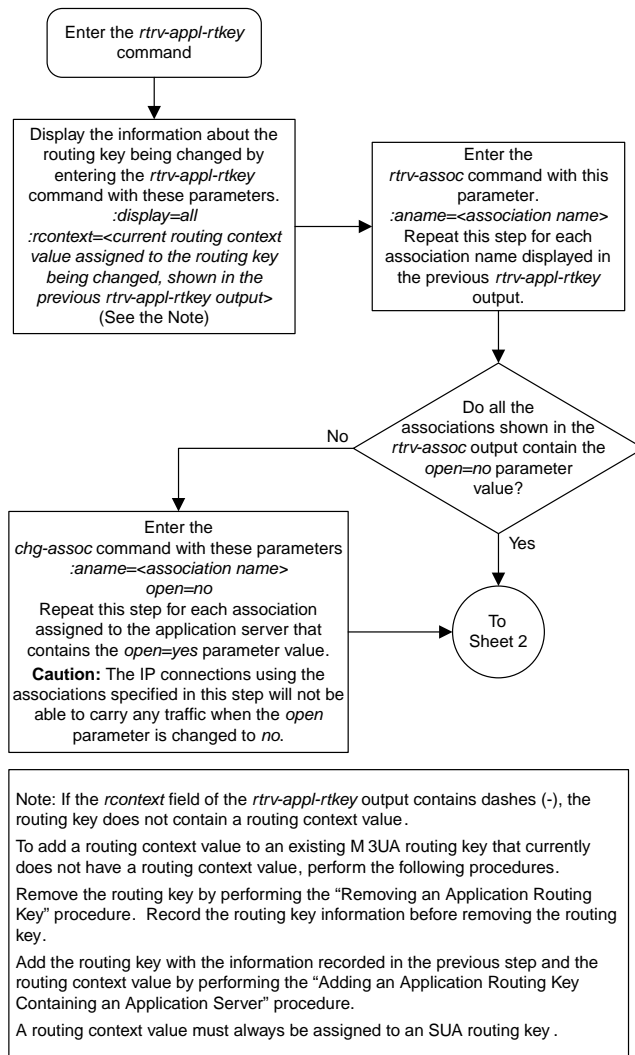 Enter the rtrv-appl-rtkey
command
Display the information about the
routing key being changed by
entering the rtrv-appl-rtkey
command with these parameters.
:display=all
:rcontext=<current routing context
value assigned to the routing key
being changed, shown in the
previous rtrv-appl-rtkey output>
(See the Note)
Enter the
rtrv-assoc command with this
parameter.
:aname=<association name>
Repeat this step for each
association name displayed in
the previous rtrv-appl-rtkey
output.
Do all the
associations shown in the
rtrv-assoc output contain the
open=no parameter
value?
No
Yes
Enter the
chg-assoc command with these parameters
:aname=<association name>
open=no
Repeat this step for each association
assigned to the application server that
contains the open=yes parameter value.
Caution: The IP connections using the
associations specified in this step will not be
able to carry any traffic when the open
parameter is changed to no.
To
Sheet 2
Note: If the rcontext field of the rtrv-appl-rtkey output contains dashes (-), the
routing key does not contain a routing context value.
To add a routing context value to an existing M3UA routing key that currently
does not have a routing context value, perform the following procedures.
Remove the routing key by performing the “Removing an Application Routing
Key” procedure. Record the routing key information before removing the routing
key.
Add the routing key with the information recorded in the previous step and the
routing context value by performing the “Adding an Application Routing Key
Containing an Application Server” procedure.
A routing context value must always be assigned to an SUA routing key.